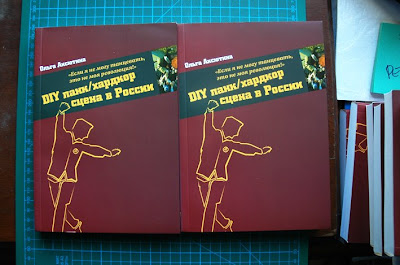 Ольга Аксютина
«Если я не могу танцевать,
это не моя революция!»
DIY панк/хардкор
сцена в России
Ольга Аксютина
«Если я не могу танцевать,
это не моя революция!»
DIY панк/хардкор
сцена в России